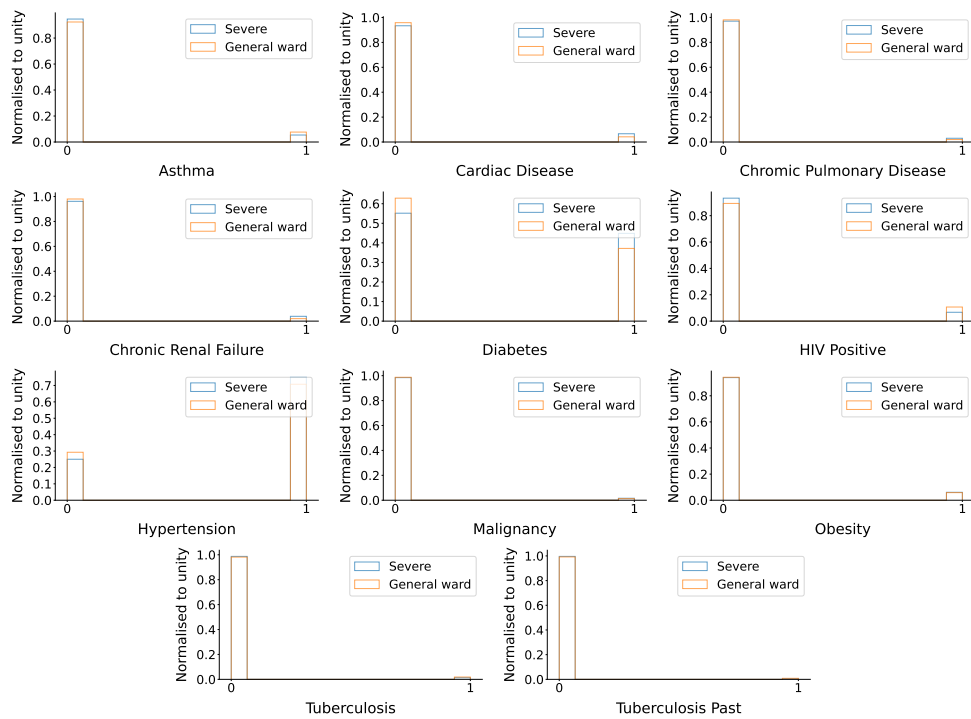 Normalised to unity
0.8
0.6
0.4
0.2
0.0
0 1
Asthma
Severe
General ward
Normalised to unity
1.0
0.8
0.6
0.4
0.2
0.0
0 1
Cardiac Disease
Severe
General ward
Normalised to unity
1.0
0.8
0.6
0.4
0.2
0.0
0 1
Chromic Pulmonary Disease
Severe
General ward
Normalised to unity
1.0
0.8
0.6
0.4
0.2
0.0
0 1
Chronic Renal Failure
Severe
General ward
Normalised to unity
0.6
0.5
0.4
0.3
0.2
0.1
0.0
0 1
Diabetes
Severe
General ward
Normalised to unity
0.8
0.6
0.4
0.2
0.0
0 1
HIV Positive
Severe
General ward
Normalised to unity
0.7
0.6
0.5
0.4
0.3
0.2
0.1
0.0
0 1
Hypertension
Severe
General ward
Normalised to unity
1.0
0.8
0.6
0.4
0.2
0.0
0 1
Malignancy
Severe
General ward
Normalised to unity
0.8
0.6
0.4
0.2
0.0
0 1
Obesity
Severe
General ward
Normalised to unity
1.0
0.8
0.6
0.4
0.2
0.0
0 1
Tuberculosis
Severe
General ward
Normalised to unity
1.0
0.8
0.6
0.4
0.2
0.0
0 1
Tuberculosis Past
Severe
General ward